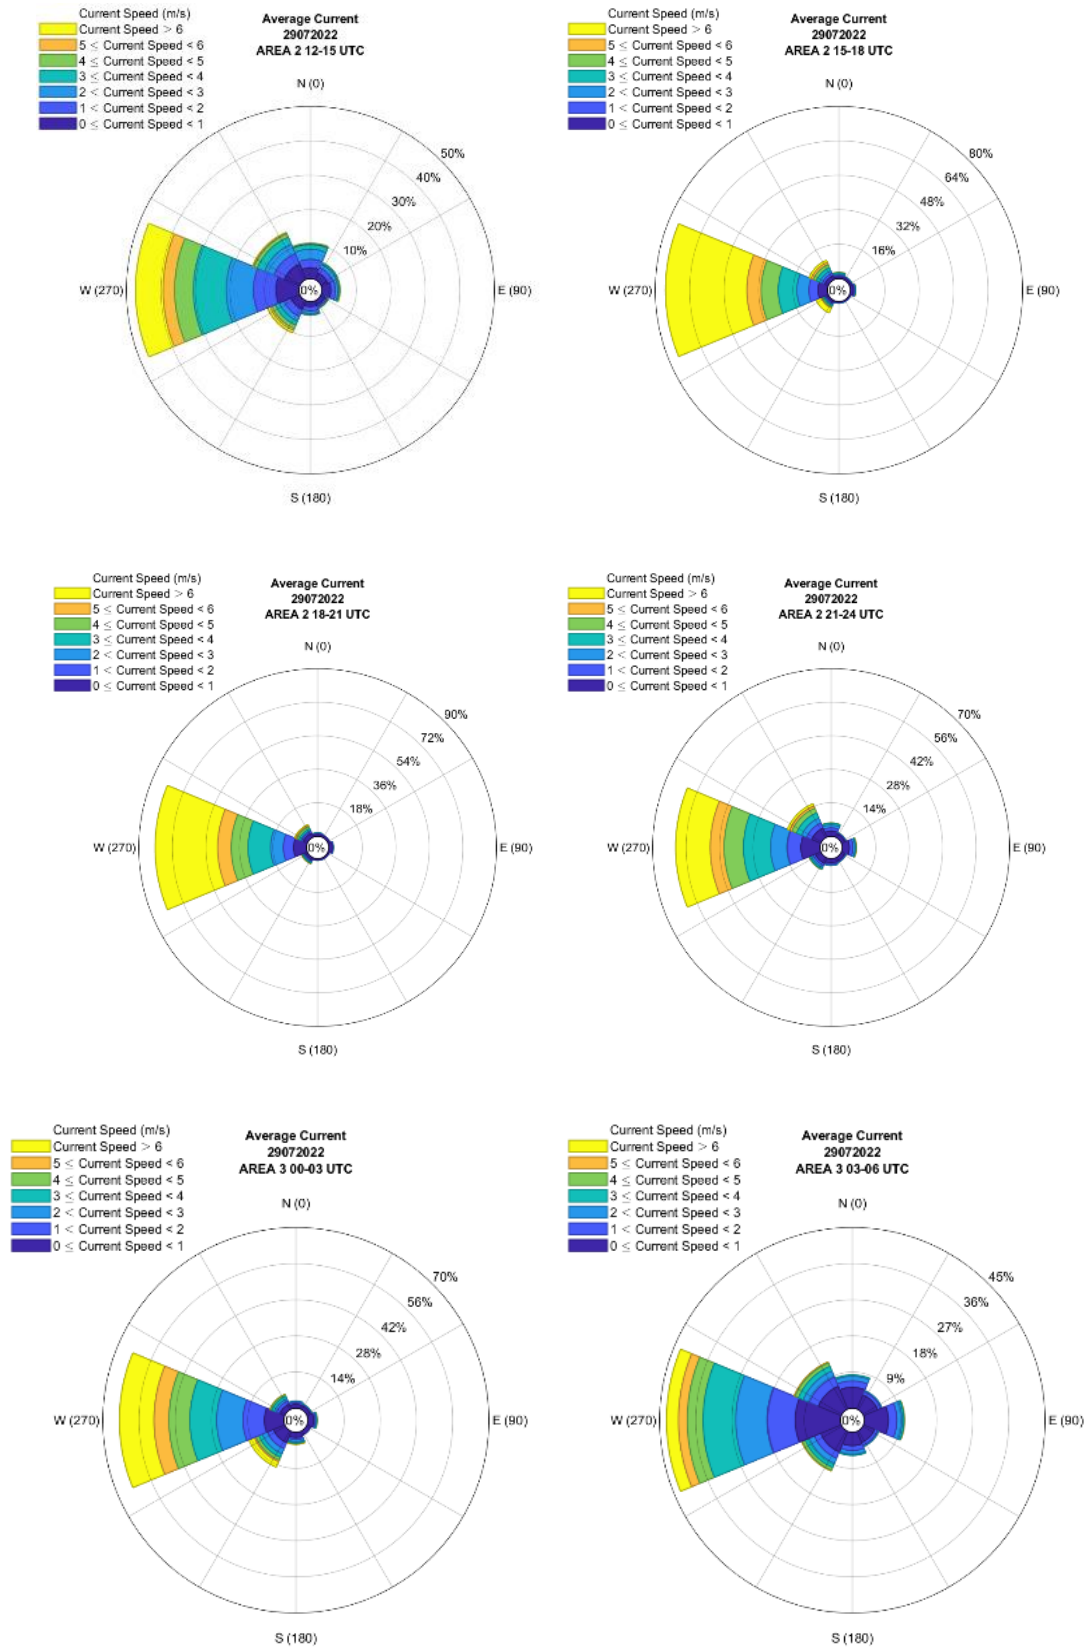 Current Speed (m/s)
Current Speed > 6
5 ≤ Current Speed < 6
4 ≤ Current Speed < 5
3 ≤ Current Speed < 4
2 < Current Speed < 3
1 < Current Speed < 2
0 ≤ Current Speed < 1
Average Current
29072022
AREA 2 12-15 UTC
N (0)
50%
40%
30%
20%
10%
0%
W (270)
E (90)
S (180)
Current Speed (m/s)
Current Speed > 6
5 ≤ Current Speed < 6
4 ≤ Current Speed < 5
3 ≤ Current Speed < 4
2 < Current Speed < 3
1 < Current Speed < 2
0 ≤ Current Speed < 1
Average Current
29072022
AREA 2 15-18 UTC
N (0)
80%
64%
48%
32%
16%
0%
W (270)
E (90)
S (180)
Current Speed (m/s)
Current Speed > 6
5 ≤ Current Speed < 6
4 ≤ Current Speed < 5
3 ≤ Current Speed < 4
2 < Current Speed < 3
1 < Current Speed < 2
0 ≤ Current Speed < 1
Average Current
29072022
AREA 2 18-21 UTC
N (0)
90%
72%
54%
36%
18%
0%
W (270)
E (90)
S (180)
Current Speed (m/s)
Current Speed > 6
5 ≤ Current Speed < 6
4 ≤ Current Speed < 5
3 ≤ Current Speed < 4
2 < Current Speed < 3
1 < Current Speed < 2
0 ≤ Current Speed < 1
Average Current
29072022
AREA 2 21-24 UTC
N (0)
70%
56%
42%
28%
14%
0%
W (270)
E (90)
S (180)
Current Speed (m/s)
Current Speed > 6
5 ≤ Current Speed < 6
4 ≤ Current Speed < 5
3 ≤ Current Speed < 4
2 < Current Speed < 3
1 < Current Speed < 2
0 ≤ Current Speed < 1
Average Current
29072022
AREA 3 00-03 UTC
N (0)
70%
56%
42%
28%
14%
0%
W (270)
E (90)
S (180)
Current Speed (m/s)
Current Speed > 6
5 ≤ Current Speed < 6
4 ≤ Current Speed < 5
3 ≤ Current Speed < 4
2 < Current Speed < 3
1 < Current Speed < 2
0 ≤ Current Speed < 1
Average Current
29072022
AREA 3 03-06 UTC
N (0)
45%
36%
27%
18%
9%
0%
W (270)
E (90)
S (180)